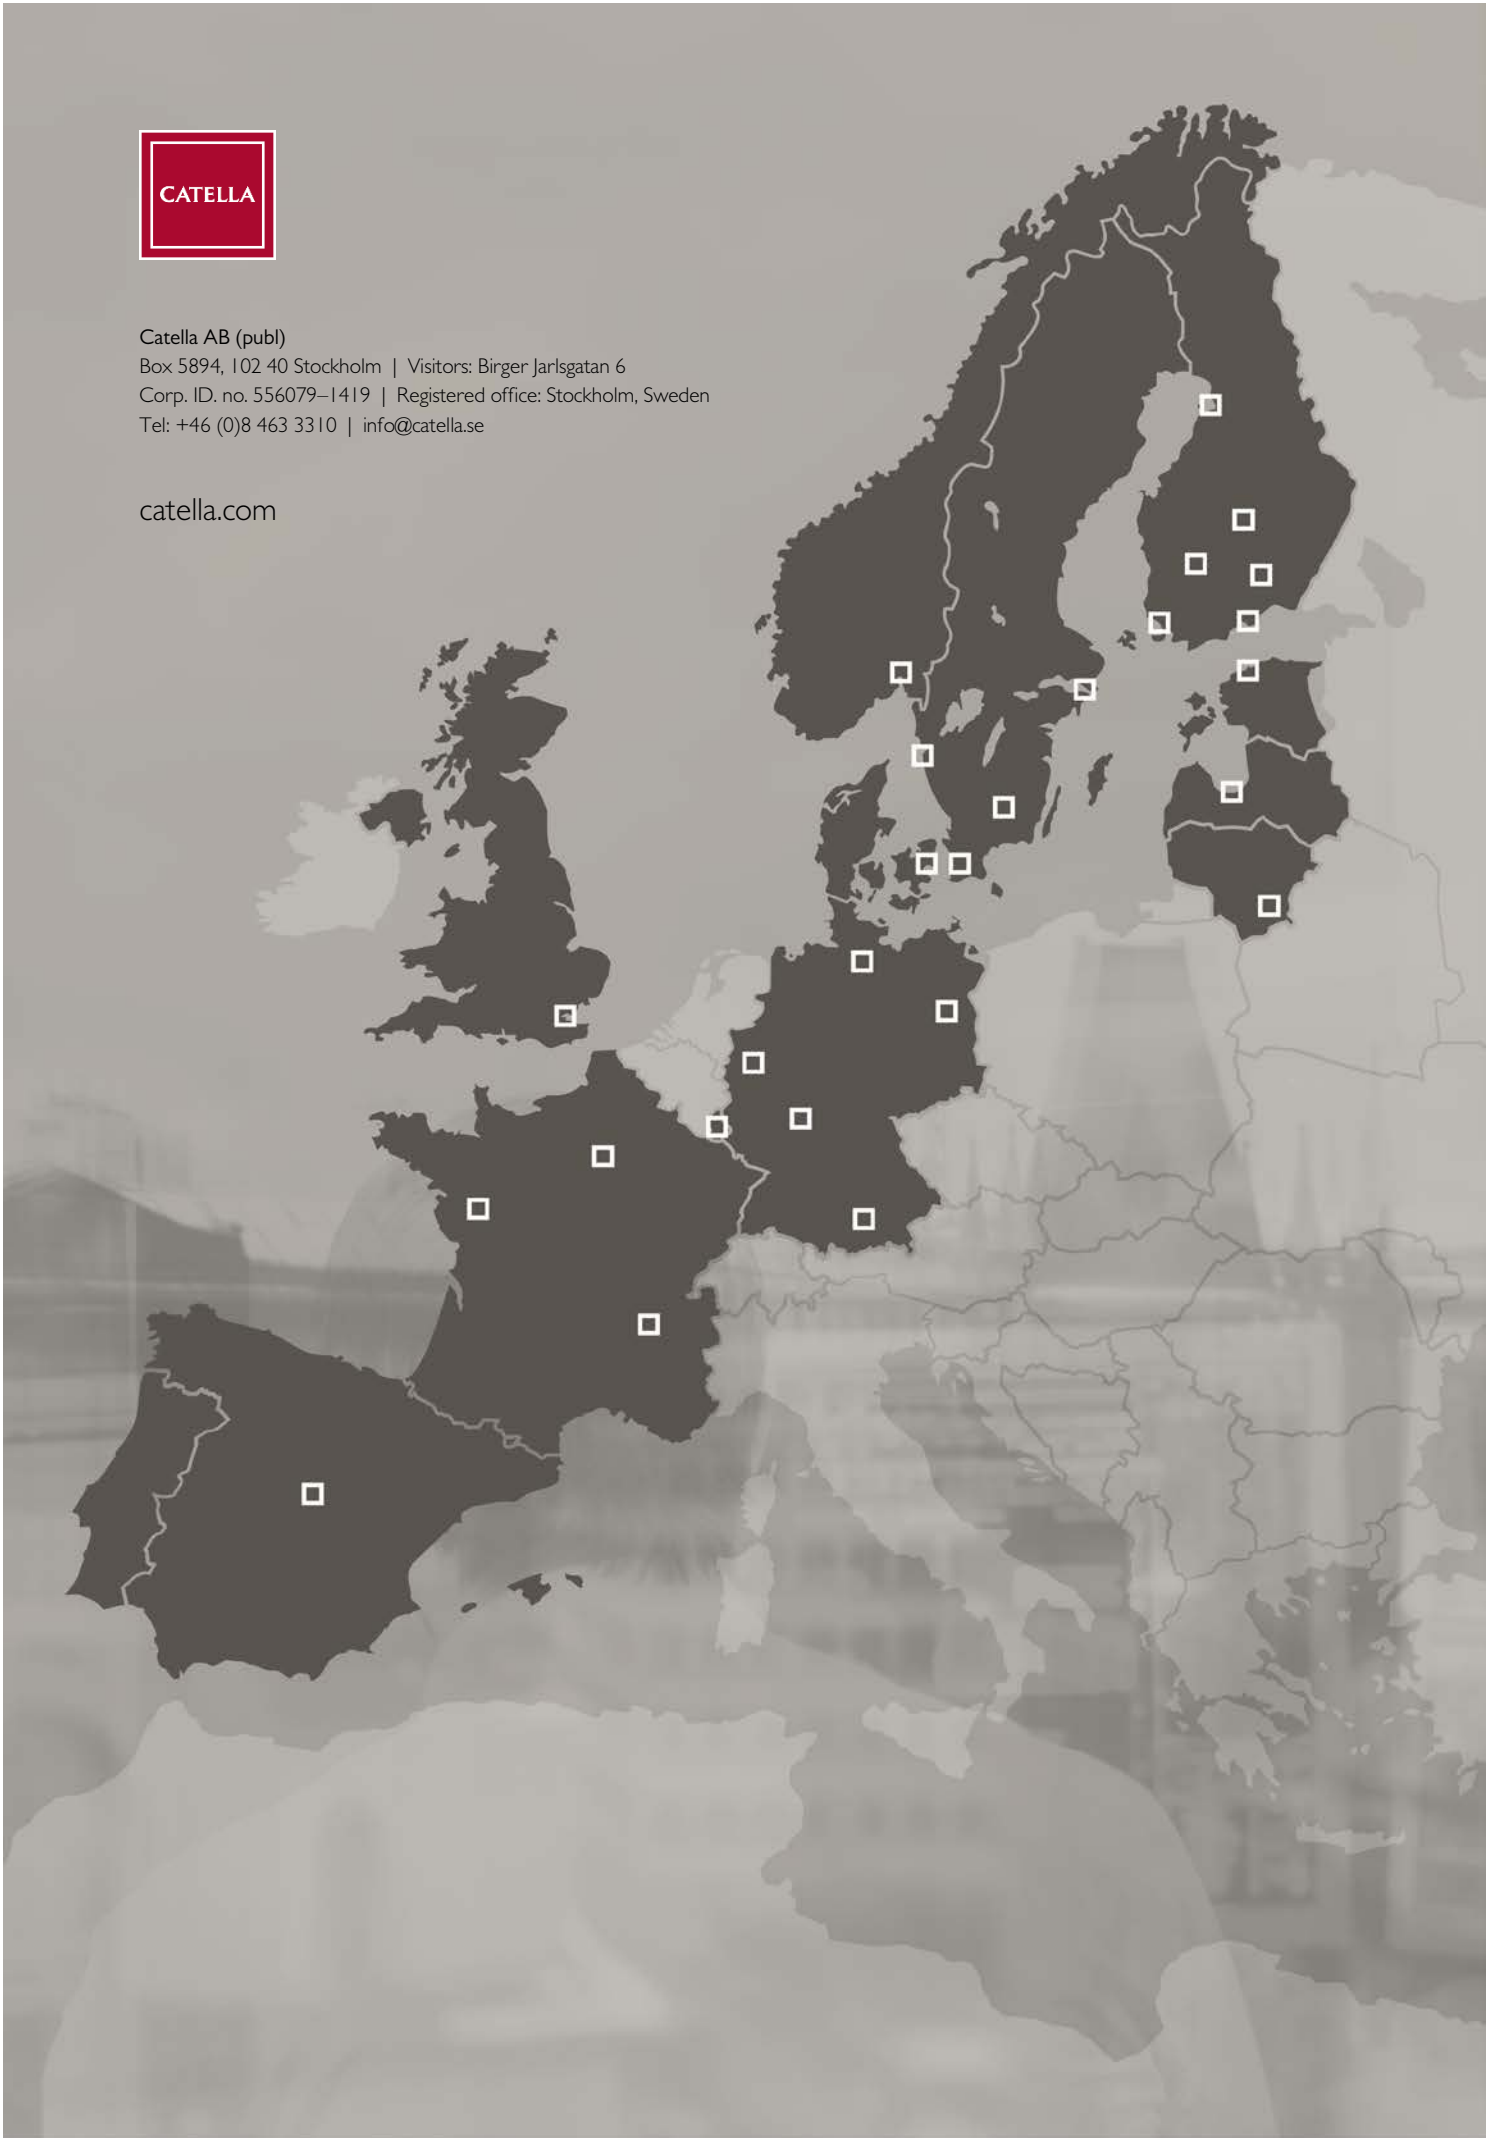 CATELLA
Catella AB (publ)
Box 5894, 102 40 Stockholm | Visitors: Birger Jarlsgatan 6
Corp. ID. no. 556079–1419 | Registered office: Stockholm, Sweden
Tel: +46 (0)8 463 3310 | info@catella.se
catella.com